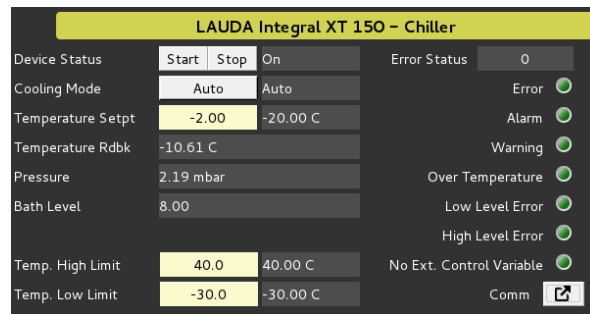 LAUDA Integral XT 150 – Chiller
Device Status Start Stop On Error Status 0
Cooling Mode Auto Auto Error
Temperature Setpt -2.00 -20.00 C Alarm
Temperature Rdbk -10.61 C Warning
Pressure 2.19 mbar Over Temperature
Bath Level 8.00 Low Level Error
High Level Error
Temp. High Limit 40.0 40.00 C No Ext. Control Variable
Temp. Low Limit -30.0 -30.00 C Comm